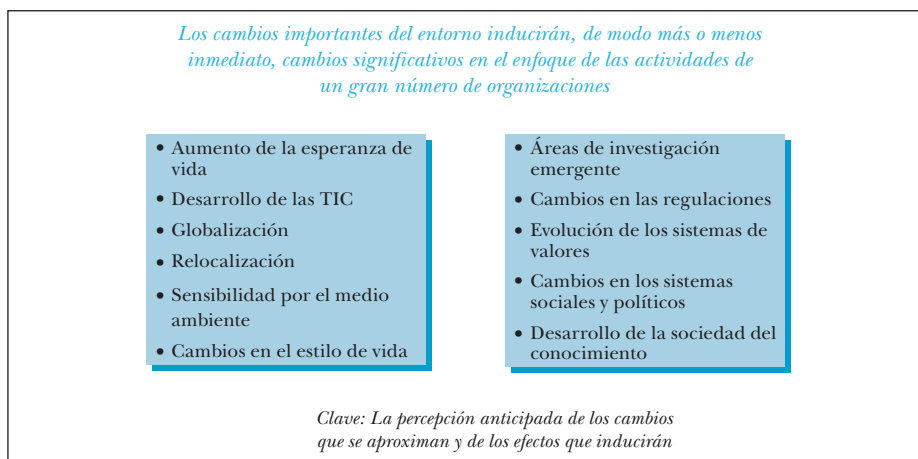 Los cambios importantes del entorno inducirán, de modo más o menos
inmediato, cambios significativos en el enfoque de las actividades de
un gran número de organizaciones
• Aumento de la esperanza de
vida
• Desarrollo de las TIC
• Globalización
• Relocalización
• Sensibilidad por el medio
ambiente
• Cambios en el estilo de vida
• Áreas de investigación
emergente
• Cambios en las regulaciones
• Evolución de los sistemas de
valores
• Cambios en los sistemas
sociales y políticos
• Desarrollo de la sociedad del
conocimiento
Clave: La percepción anticipada de los cambios
que se aproximan y de los efectos que inducirán